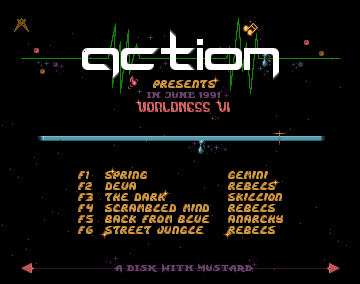 action
PRESENTS
IN JUNE 1991
WORLDNESS VI
F1 SPRING GEMINI
F2 DEVA REBELS
F3 THE DARK SKIZZION
F4 SCRAMBLED MIND REBELS
F5 BACK FROM BLUE ANARCHY
F6 STREET JUNGLE REBELS
A DISK WITH MUSTARD